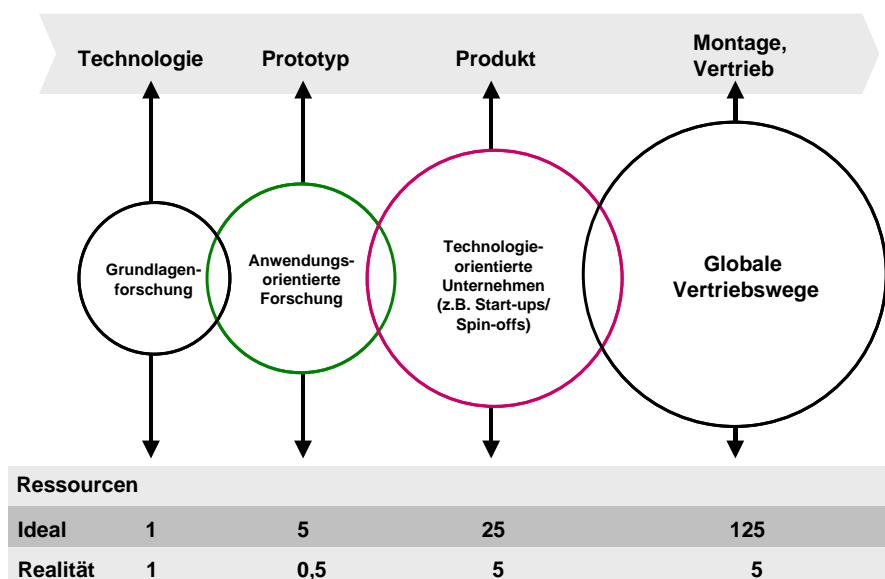 Technologie
Prototyp
Produkt
Montage,
Vertrieb
Grundlagen-
forschung
Anwendungs-
orientierte
Forschung
Technologie-
orientierte
Unternehmen
(z.B. Start-ups/
Spin-offs)
Globale
Vertriebswege
Ressourcen
Ideal 1 5 25 125
Realität 1 0,5 5 5